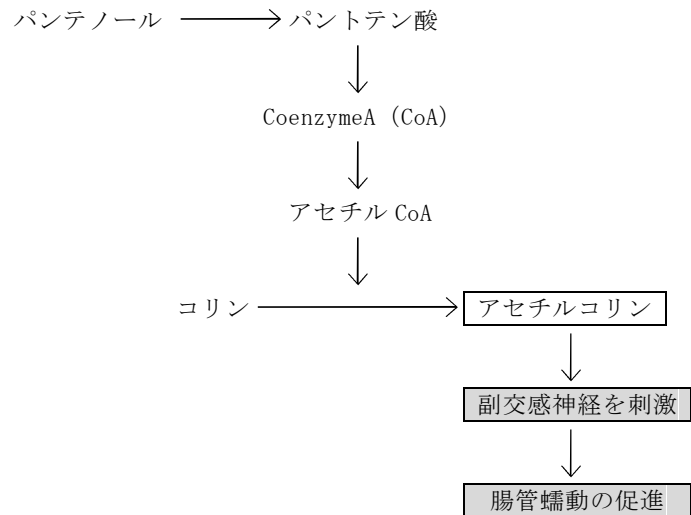 パンテノール
パントテン酸
CoenzymeA (CoA)
アセチル CoA
コリン
アセチルコリン
副交感神経を刺激
腸管蠕動の促進